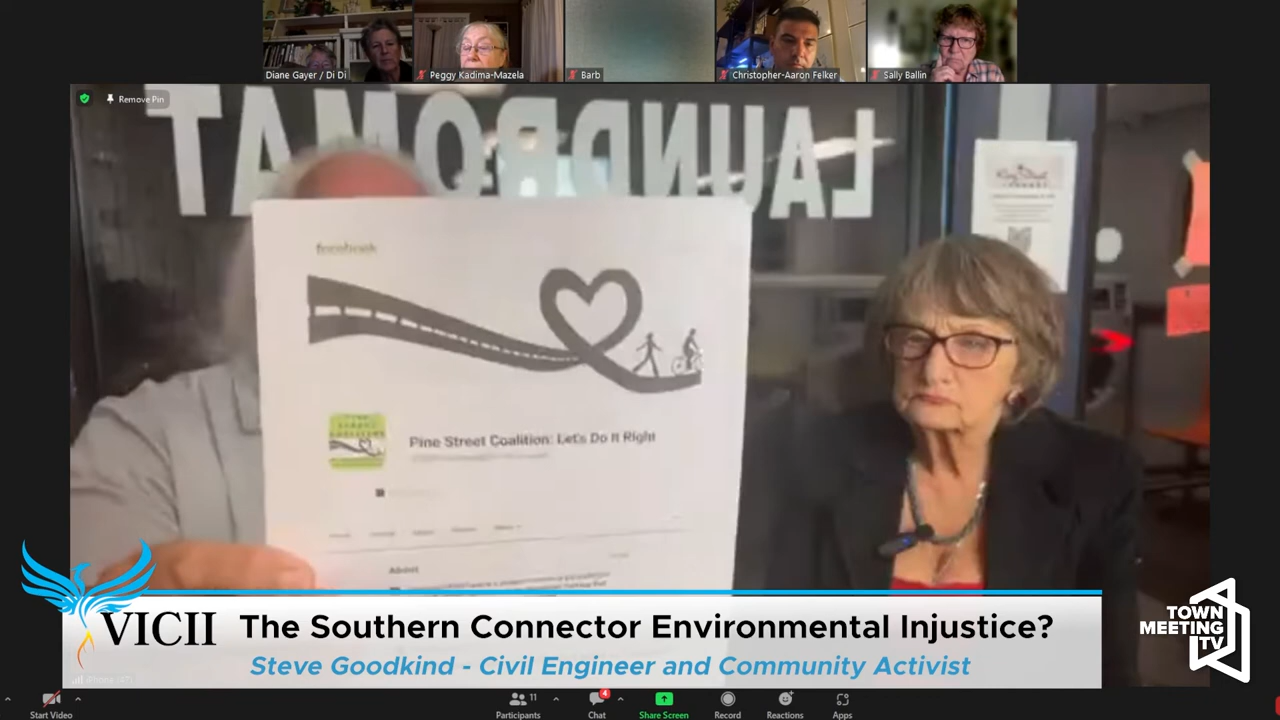 Diane Gayer / Di Di
Peggy Kadima-Mazela
Barb
Christopher-Aaron Felker
Sally Ballin
Remove Pin
LAUNDROMAT
facebook
Pine Street Coalition: Let's Do It Right
About
VICII
The Southern Connector Environmental Injustice?
Steve Goodkind - Civil Engineer and Community Activist
TOWN
MEETING
TV
Start Video
Participants
11
Chat
4
Share Screen
Record
Reactions
Apps